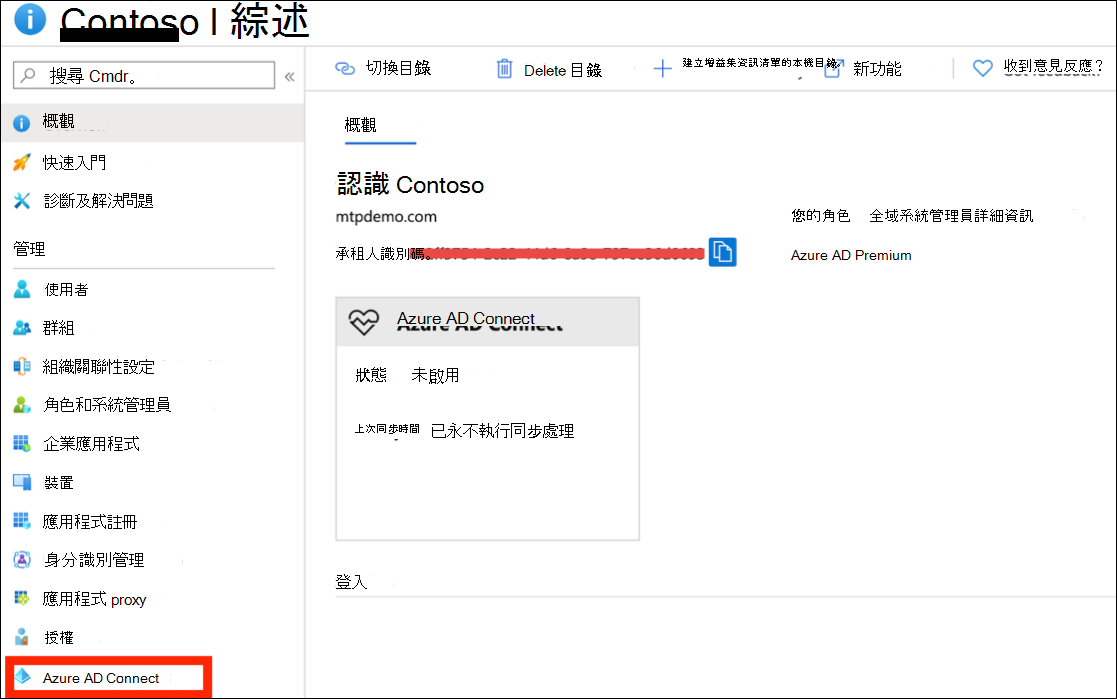 Contoso | 綜述
搜尋 Cmdr。 «
切換目錄 Delete 目錄 建立增益集資訊清單的本機目錄 新功能 收到意見反應?
概觀
快速入門
診斷及解決問題
管理
使用者
群組
組織關聯性設定
角色和系統管理員
企業應用程式
裝置
應用程式註冊
身分識別管理
應用程式 proxy
授權
Azure AD Connect
概觀
認識 Contoso
mtpdemo.com
承租人識別碼。
您的角色 全域系統管理員詳細資訊
Azure AD Premium
Azure AD Connect
狀態 未啟用
上次同步時間 已永不執行同步處理
登入